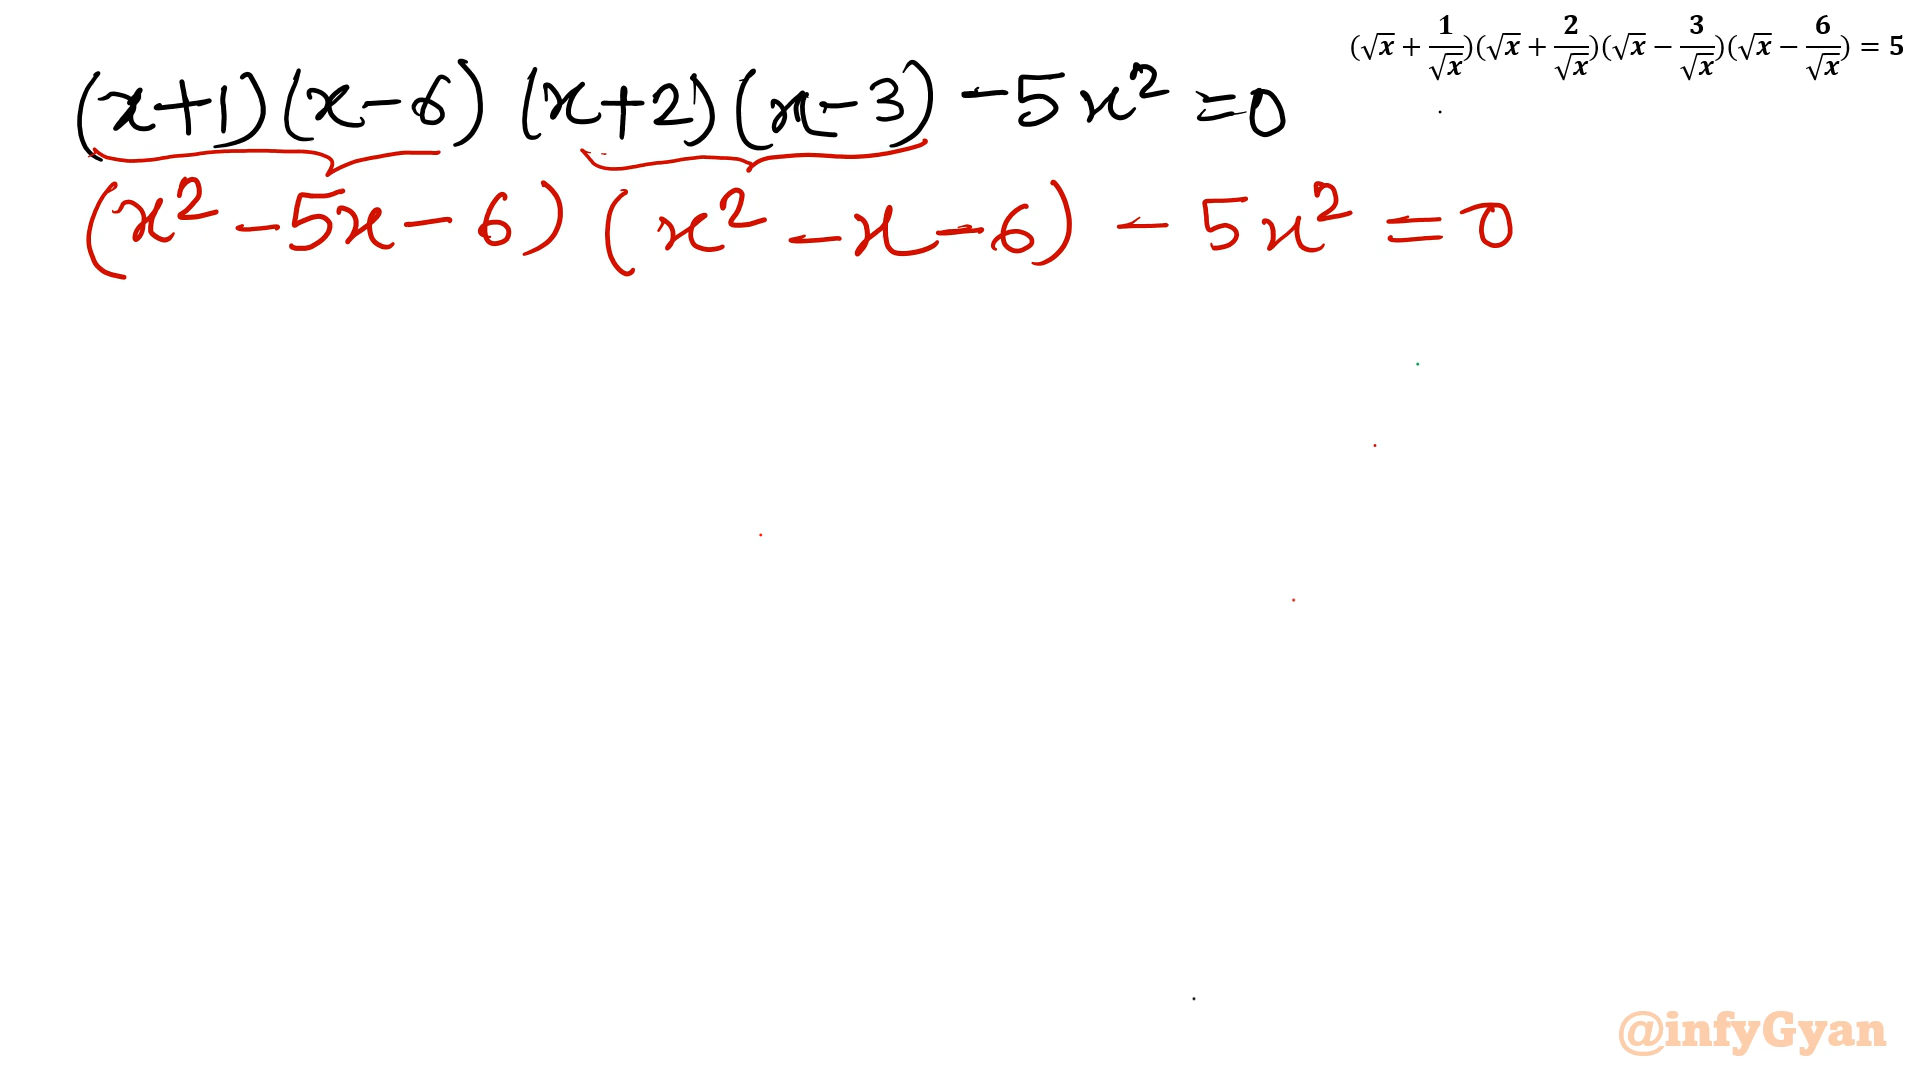 (√x + 1/√x)(√x + 2/√x)(√x − 3/√x)(√x − 6/√x) = 5
(x+1)(x−6) (x+2)(x−3) −5x² =0
(x² −5x−6) (x² −x−6) − 5x² = 0
@infyGyan